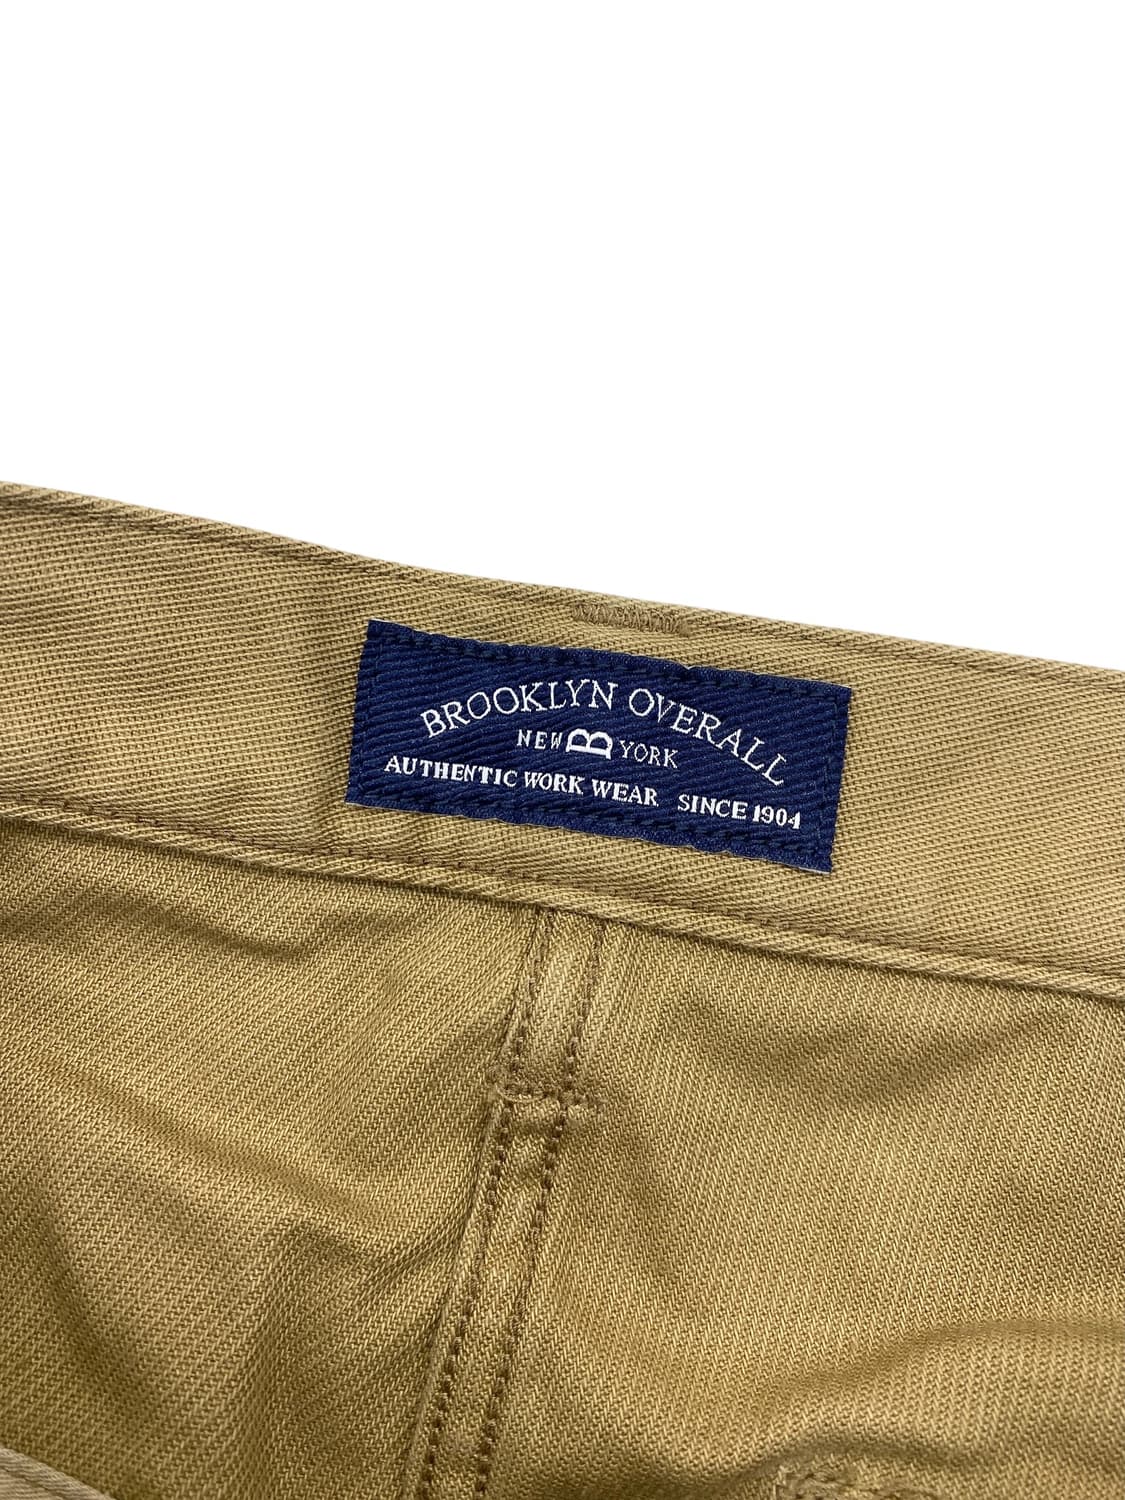 BROOKLYN OVERALL
NEW B YORK
AUTHENTIC WORK WEAR SINCE 1904